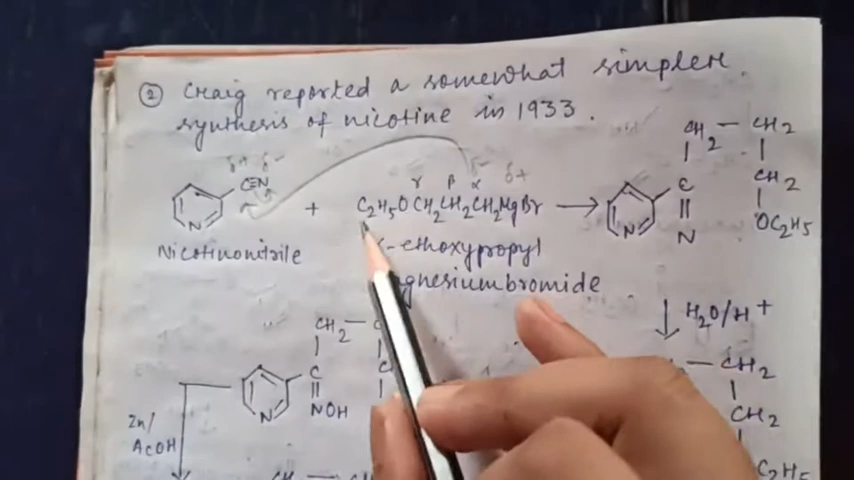 ② Craig reported a somewhat simpler
synthesis of nicotine in 1933.
CH2 — CH2
δ+ δ- δ- δ+
C≡N
γ β α
CH2
C
+ C2H5OCH2CH2CH2MgBr →
N
OC2H5
N
N
Nicotinonitrile
-ethoxypropyl
magnesiumbromide
H2O/H+
CH2 —
— CH2
C
CH2
N
NOH
Zn/
AcOH
C2H5